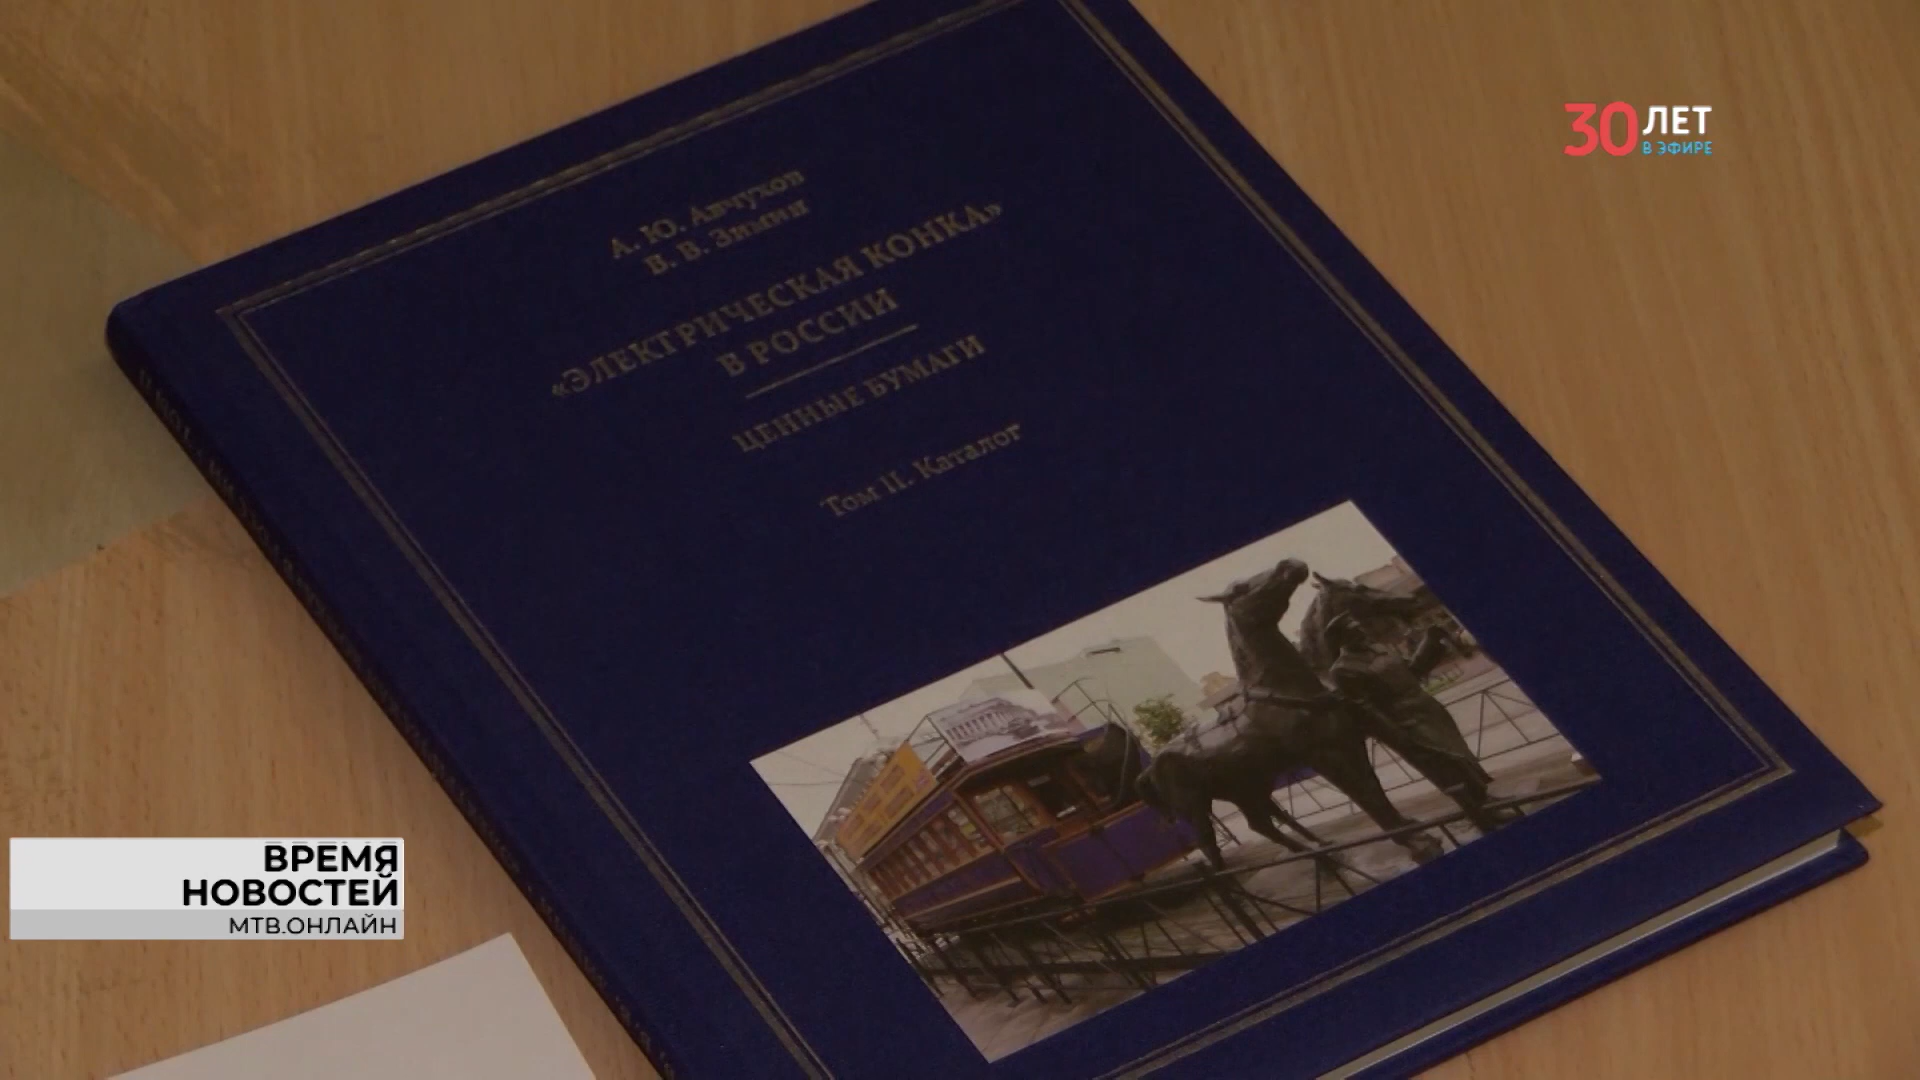 30 ЛЕТ
В ЭФИРЕ
А. Ю. Авчухов
В. В. Зимин
«ЭЛЕКТРИЧЕСКАЯ КОНКА»
В РОССИИ
ЦЕННЫЕ БУМАГИ
Том II. Каталог
ВРЕМЯ
НОВОСТЕЙ
МТВ.ОНЛАЙН